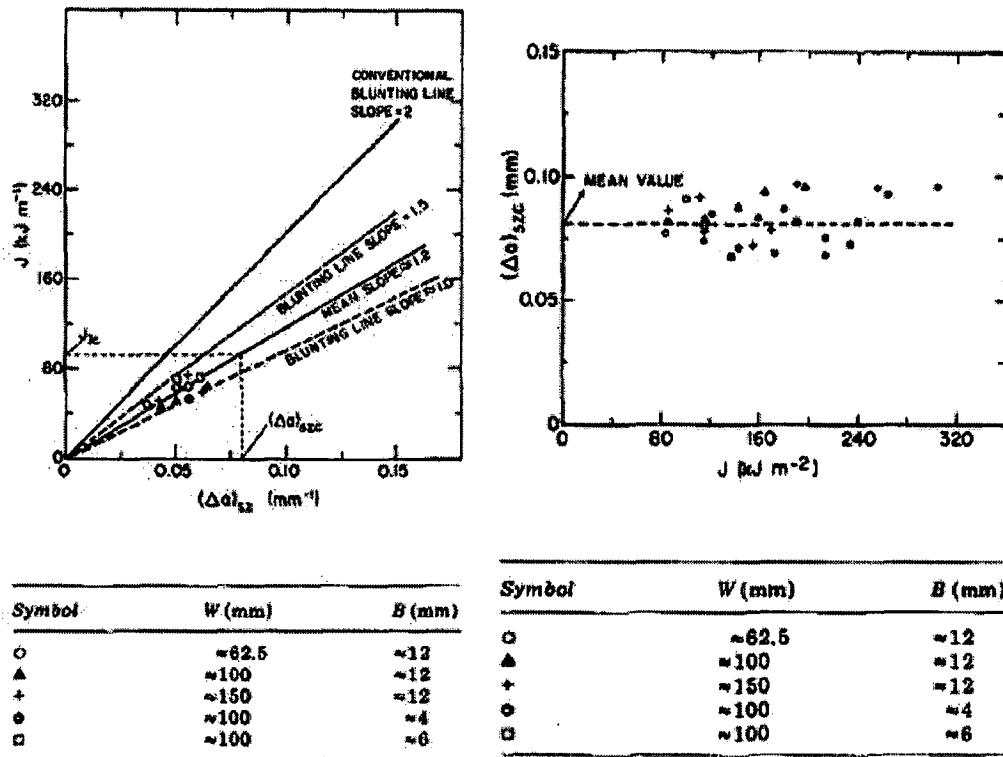 CONVENTIONAL
BLUNTING LINE
SLOPE=2
320
240
160
80
0
J (kJ m⁻¹)
J_Ic
BLUNTING LINE SLOPE≈1.5
MEAN SLOPE≈1.2
BLUNTING LINE SLOPE≈1.0
(Δa)szc
0 0.05 0.10 0.15
(Δa)sz (mm⁻¹)
0.15
0.10
0.05
0
(Δa)szc (mm)
MEAN VALUE
0 80 160 240 320
J (kJ m⁻²)
Symbol W (mm) B (mm)
○ ≈62.5 ≈12
▲ ≈100 ≈12
+ ≈150 ≈12
● ≈100 ≈4
□ ≈100 ≈6
Symbol W (mm) B (mm)
○ ≈62.5 ≈12
▲ ≈100 ≈12
+ ≈150 ≈12
● ≈100 ≈4
□ ≈100 ≈6